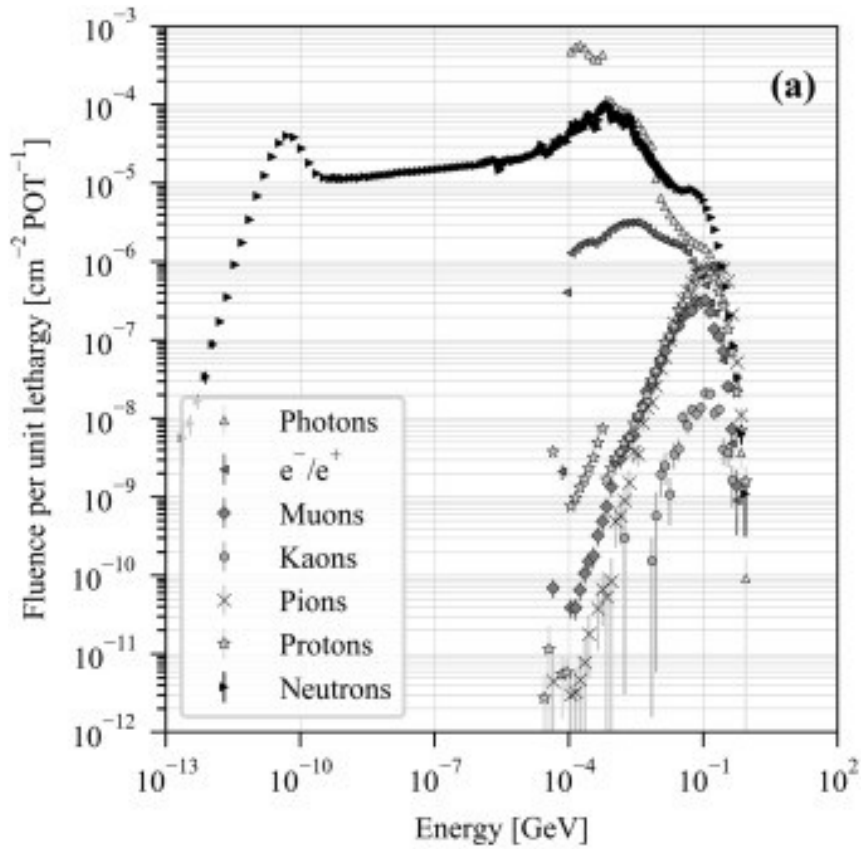 (a)
Fluence per unit lethargy [cm⁻² POT⁻¹]
10⁻³
10⁻⁴
10⁻⁵
10⁻⁶
10⁻⁷
10⁻⁸
10⁻⁹
10⁻¹⁰
10⁻¹¹
10⁻¹²
Photons
e⁻/e⁺
Muons
Kaons
Pions
Protons
Neutrons
10⁻¹³
10⁻¹⁰
10⁻⁷
10⁻⁴
10⁻¹
10²
Energy [GeV]